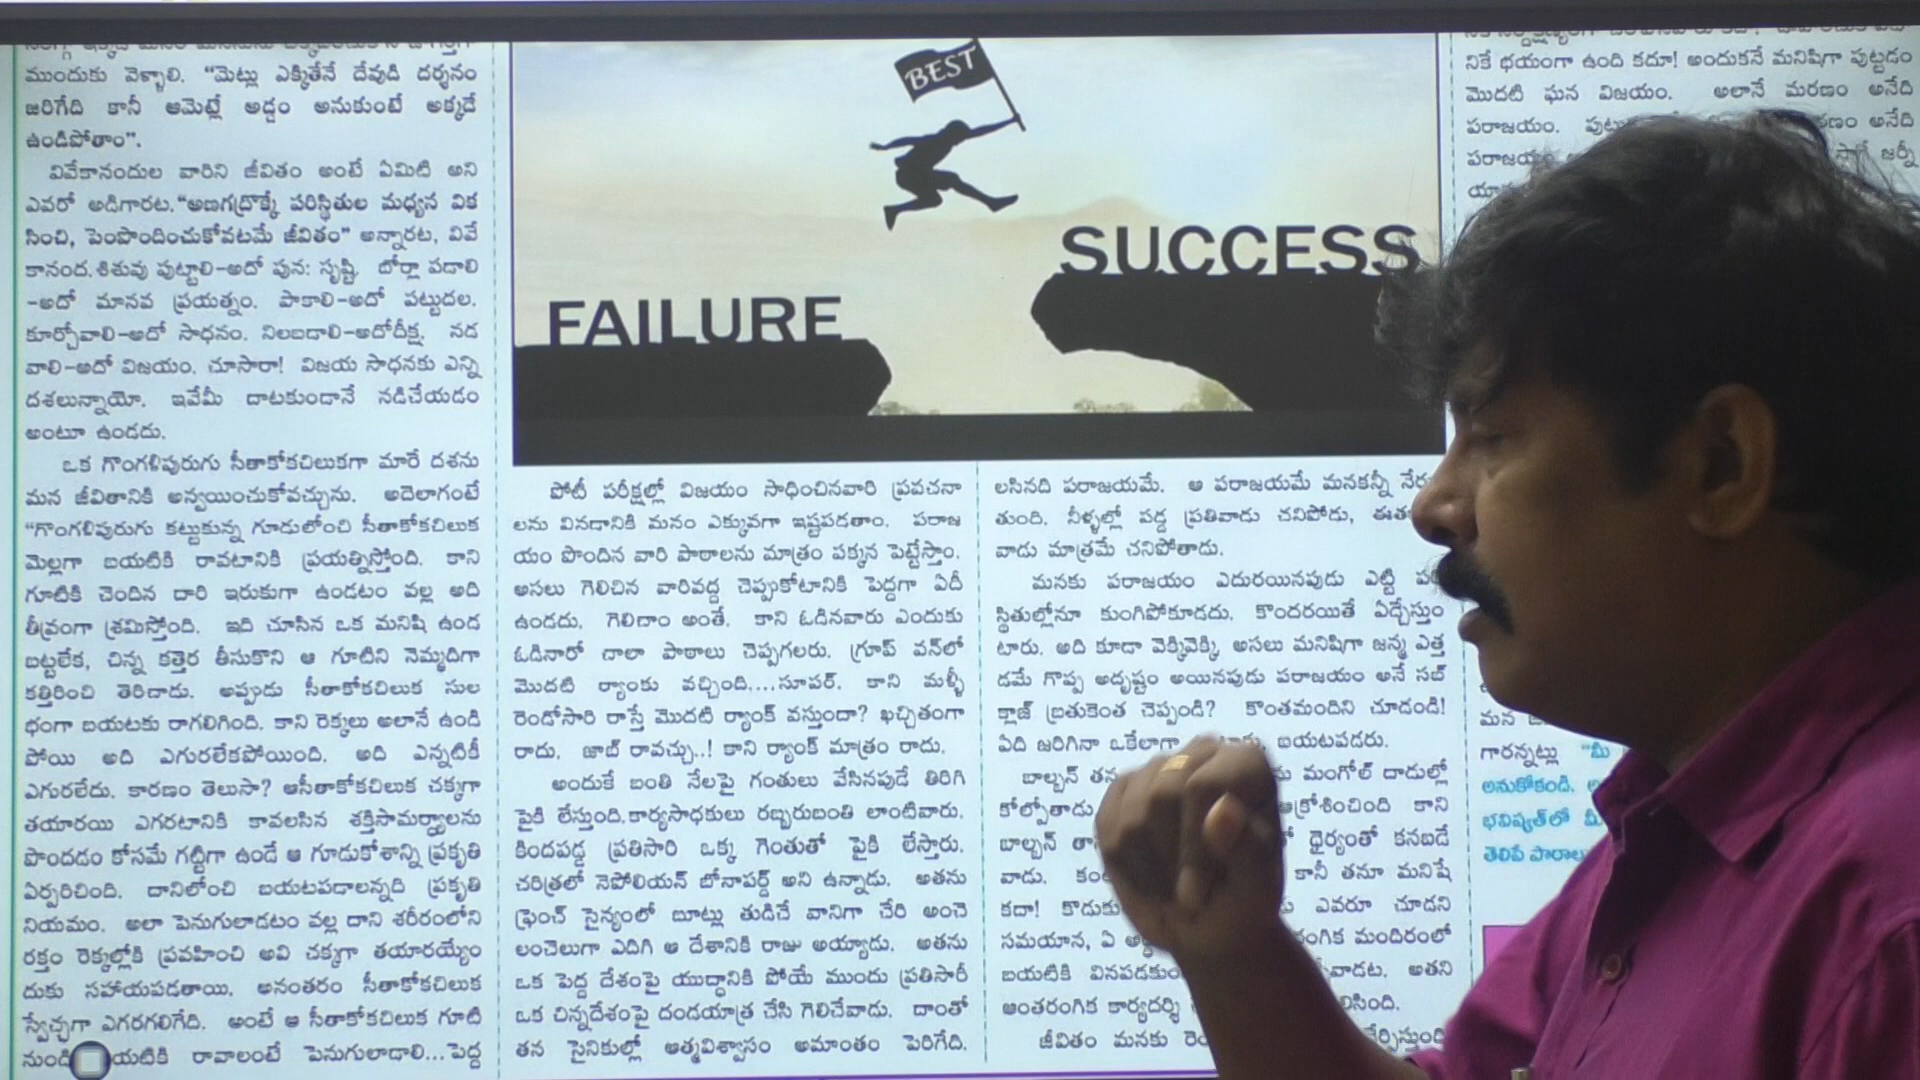 ముందుకు వెళ్ళాలి. “మెట్లు ఎక్కితేనే దేవుడి దర్శనం
జరిగేది కానీ ఆమెట్లే అడ్డం అనుకుంటే అక్కడే
ఉండిపోతాం”.
వివేకానందుల వారిని జీవితం అంటే ఏమిటి అని
ఎవరో అడిగారట.“అణగద్రొక్కే పరిస్థితుల మధ్యన విక
సించి, పెంపొందించుకోవటమే జీవితం” అన్నారట, వివే
కానంద. శిశువు పుట్టాలి-అదో పున: సృష్టి. బోర్లా పడాలి
-అదో మానవ ప్రయత్నం. పాకాలి-అదో పట్టుదల.
కూర్చోవాలి-అదో సాధనం. నిలబడాలి-అదోదీక్ష. నడ
వాలి-అదో విజయం. చూసారా! విజయ సాధనకు ఎన్ని
దశలున్నాయో. ఇవేమీ దాటకుండానే నడిచేయడం
అంటూ ఉండదు.
ఒక గొంగళిపురుగు సీతాకోకచిలుకగా మారే దశను
మన జీవితానికి అన్వయించుకోవచ్చును. అదెలాగంటే
“గొంగళిపురుగు కట్టుకున్న గూడులోంచి సీతాకోకచిలుక
మెల్లగా బయటికి రావటానికి ప్రయత్నిస్తోంది. కాని
గూటికి చెందిన దారి ఇరుకుగా ఉండటం వల్ల అది
తీవ్రంగా శ్రమిస్తోంది. ఇది చూసిన ఒక మనిషి ఉండ
బట్టలేక, చిన్న కత్తెర తీసుకొని ఆ గూటిని నెమ్మదిగా
కత్తిరించి తెరిచాడు. అప్పుడు సీతాకోకచిలుక సుల
భంగా బయటకు రాగలిగింది. కాని రెక్కలు అలానే ఉండి
పోయి అది ఎగురలేకపోయింది. అది ఎన్నటికీ
ఎగురలేదు. కారణం తెలుసా? ఆసీతాకోకచిలుక చక్కగా
తయారయి ఎగరటానికి కావలసిన శక్తిసామర్థ్యాలను
పొందడం కోసమే గట్టిగా ఉండే ఆ గూడుకోశాన్ని ప్రకృతి
ఏర్పరిచింది. దానిలోంచి బయటపడాలన్నది ప్రకృతి
నియమం. అలా పెనుగులాడటం వల్ల దాని శరీరంలోని
రక్తం రెక్కల్లోకి ప్రవహించి అవి చక్కగా తయారయ్యేం
దుకు సహాయపడతాయి. అనంతరం సీతాకోకచిలుక
స్వేచ్ఛగా ఎగరగలిగేది. అంటే ఆ సీతాకోకచిలుక గూటి
నుండి యటికి రావాలంటే పెనుగులాడాలి...పెద్ద
BEST
SUCCESS
FAILURE
పోటీ పరీక్షల్లో విజయం సాధించినవారి ప్రవచనా
లను వినడానికి మనం ఎక్కువగా ఇష్టపడతాం. పరాజ
యం పొందిన వారి పాఠాలను మాత్రం పక్కన పెట్టేస్తాం.
అసలు గెలిచిన వారివద్ద చెప్పుకోటానికి పెద్దగా ఏదీ
ఉండదు. గెలిచాం అంతే. కాని ఓడినవారు ఎందుకు
ఓడినారో చాలా పాఠాలు చెప్పగలరు. గ్రూప్ వన్‌లో
మొదటి ర్యాంకు వచ్చింది....సూపర్. కాని మళ్ళీ
రెండోసారి రాస్తే మొదటి ర్యాంక్ వస్తుందా? ఖచ్చితంగా
రాదు. జాబ్ రావచ్చు..! కాని ర్యాంక్ మాత్రం రాదు.
అందుకే బంతి నేలపై గంతులు వేసినపుడే తిరిగి
పైకి లేస్తుంది.కార్యసాధకులు రబ్బరుబంతి లాంటివారు.
కిందపడ్డ ప్రతిసారి ఒక్క గెంతుతో పైకి లేస్తారు.
చరిత్రలో నెపోలియన్ బోనాపర్డ్ అని ఉన్నాడు. అతను
ఫ్రెంచ్ సైన్యంలో బూట్లు తుడిచే వానిగా చేరి అంచె
లంచెలుగా ఎదిగి ఆ దేశానికి రాజు అయ్యాడు. అతను
ఒక పెద్ద దేశంపై యుద్ధానికి పోయే ముందు ప్రతిసారీ
ఒక చిన్నదేశంపై దండయాత్ర చేసి గెలిచేవాడు. దాంతో
తన సైనికుల్లో ఆత్మవిశ్వాసం అమాంతం పెరిగేది.
లసినది పరాజయమే. ఆ పరాజయమే మనకన్నీ
తుంది. నీళ్ళల్లో పడ్డ ప్రతివాడు చనిపోడు,
వాడు మాత్రమే చనిపోతాడు.
మనకు పరాజయం ఎదురయినపుడు ఎట్టి
స్థితుల్లోనూ కుంగిపోకూడదు. కొందరయితే ఏడ్చేస్తుం
టారు. అది కూడా వెక్కివెక్కి అసలు మనిషిగా జన్మ ఎత్త
డమే గొప్ప అదృష్టం అయినపుడు పరాజయం అనే సబ్
క్లాజ్ బ్రతుకెంత చెప్పండి? కొంతమందిని చూడండి!
ఏది జరిగినా ఒకేలాగా బయటపడరు.
బాల్బన్ తన మంగోల్ దాడుల్లో
కోల్పోతాడు ఆక్రోశించింది కాని
బాల్బన్ ధైర్యంతో కనబడే
వాడు. కానీ తనూ మనిషే
కదా! కొడుకు ఎవరూ చూడని
సమయాన, ఏ మందిరంలో
బయటికి అతని
ఆంతరంగిక కార్యదర్శి
జీవితం మనకు
నికే భయంగా ఉంది కదూ! అందుకనే మనిషిగా పుట్టడం
మొదటి ఘన విజయం. అలానే మరణం అనేది
పరాజయం. అనేది
జర్నీ
మన
గారన్నట్లు “మీ
అనుకోకండి.
భవిష్యత్‌లో
తెలిపే